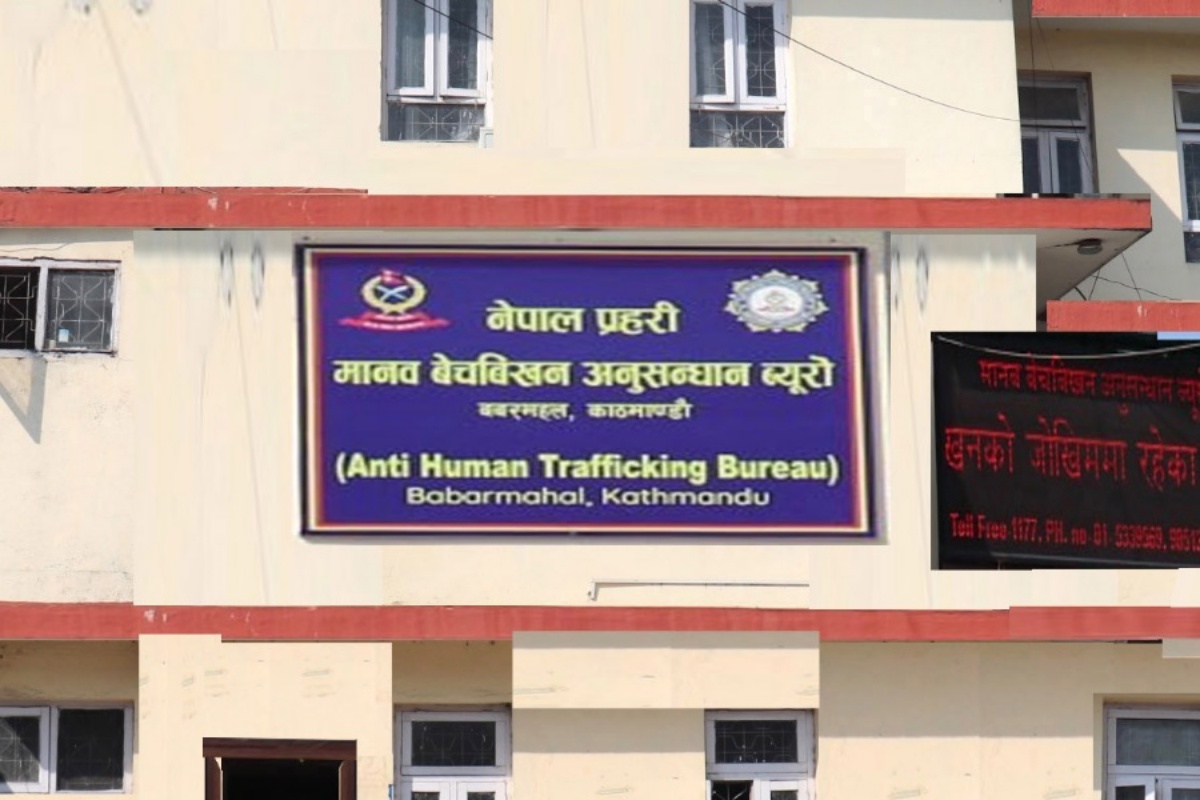 नेपाल प्रहरी
मानव बेचबिखन अनुसन्धान ब्यूरो
बबरमहल, काठमाण्डौ
(Anti Human Trafficking Bureau)
Babarmahal, Kathmandu
मानव बेचबिखन अनुसन्धान
खनको जोखिममा रहेका
Toll Free 1177, PH. no 01-5339569, 9851